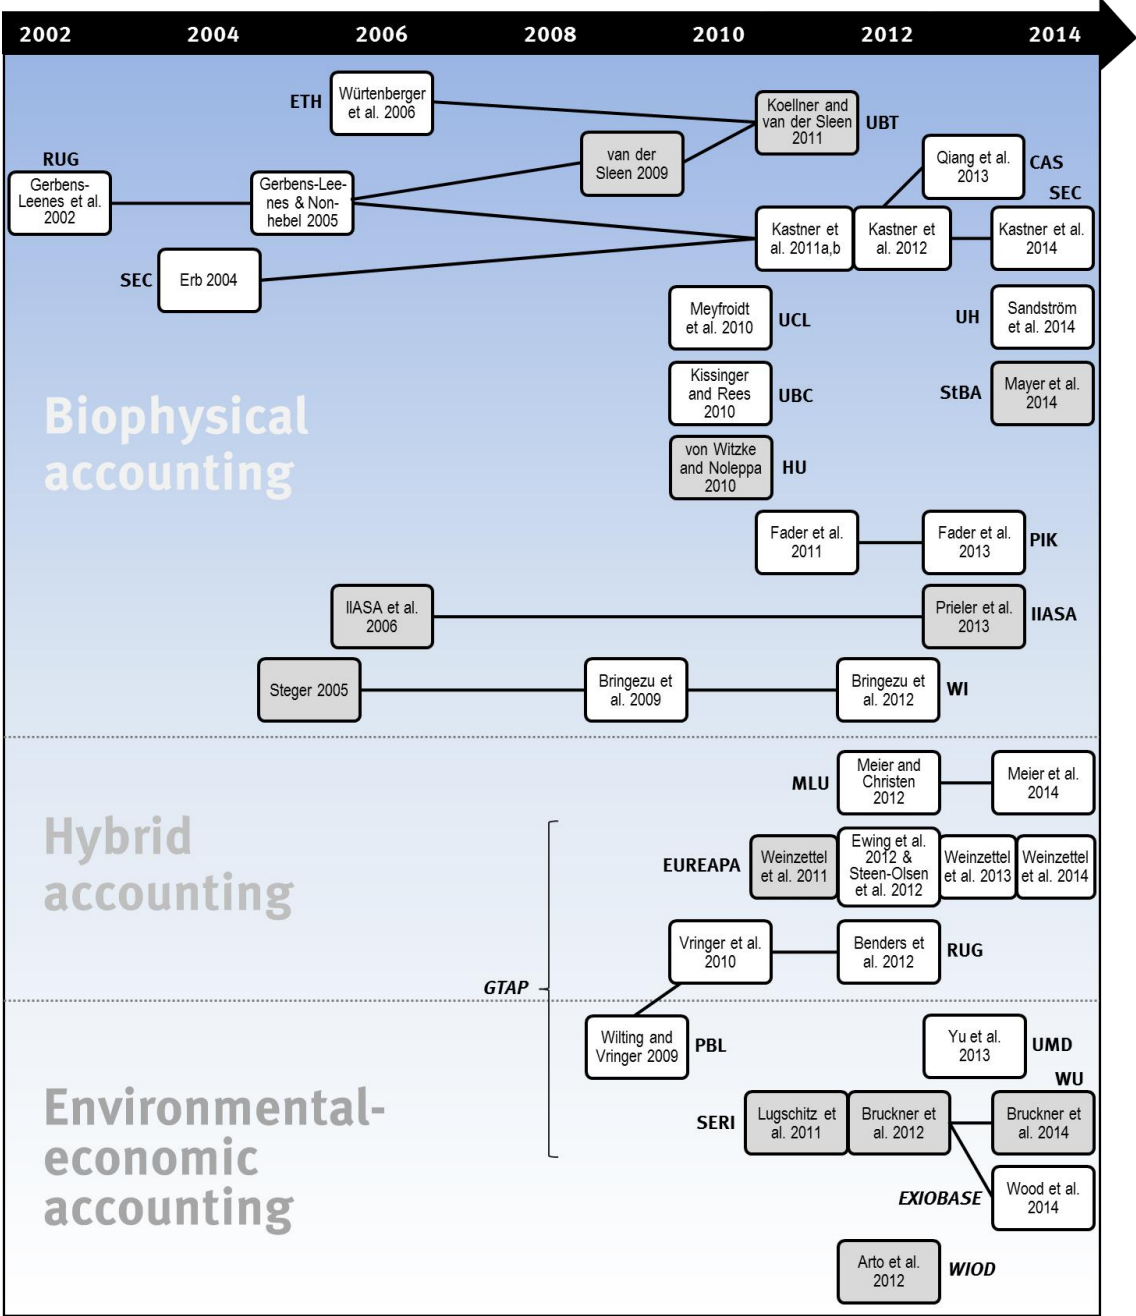 2002 2004 2006 2008 2010 2012 2014
ETH
Würtenberger
et al. 2006
Koellner and
van der Sleen
2011
UBT
van der
Sleen 2009
Qiang et al.
2013
CAS
RUG
Gerbens-
Leenes et al.
2002
Gerbens-Lee-
nes & Non-
hebel 2005
SEC
Kastner et
al. 2011a,b
Kastner et
al. 2012
Kastner et al.
2014
SEC
Erb 2004
Meyfroidt
et al. 2010
UCL
UH
Sandström
et al. 2014
Kissinger
and Rees
2010
UBC
StBA
Mayer et al.
2014
Biophysical
accounting
von Witzke
and Noleppa
2010
HU
Fader et al.
2011
Fader et al.
2013
PIK
IIASA et al.
2006
Prieler et al.
2013
IIASA
Steger 2005
Bringezu et
al. 2009
Bringezu et
al. 2012
WI
MLU
Meier and
Christen
2012
Meier et al.
2014
Hybrid
accounting
EUREAPA
Weinzettel
et al. 2011
Ewing et al.
2012 &
Steen-Olsen
et al. 2012
Weinzettel
et al. 2013
Weinzettel
et al. 2014
Vringer et al.
2010
Benders et
al. 2012
RUG
GTAP
Wilting and
Vringer 2009
PBL
Yu et al.
2013
UMD
Environmental-
economic
accounting
WU
SERI
Lugschitz et
al. 2011
Bruckner et
al. 2012
Bruckner et
al. 2014
EXIOBASE
Wood et al.
2014
Arto et al.
2012
WIOD